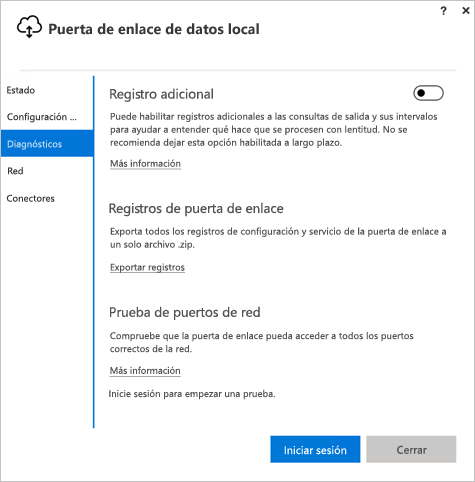 ? ×
Puerta de enlace de datos local
Estado
Configuración ...
Diagnósticos
Red
Conectores
Registro adicional
Puede habilitar registros adicionales a las consultas de salida y sus intervalos
para ayudar a entender qué hace que se procesen con lentitud. No se
recomienda dejar esta opción habilitada a largo plazo.
Más información
Registros de puerta de enlace
Exporta todos los registros de configuración y servicio de la puerta de enlace a
un solo archivo .zip.
Exportar registros
Prueba de puertos de red
Compruebe que la puerta de enlace pueda acceder a todos los puertos
correctos de la red.
Más información
Inicie sesión para empezar una prueba.
Iniciar sesión
Cerrar